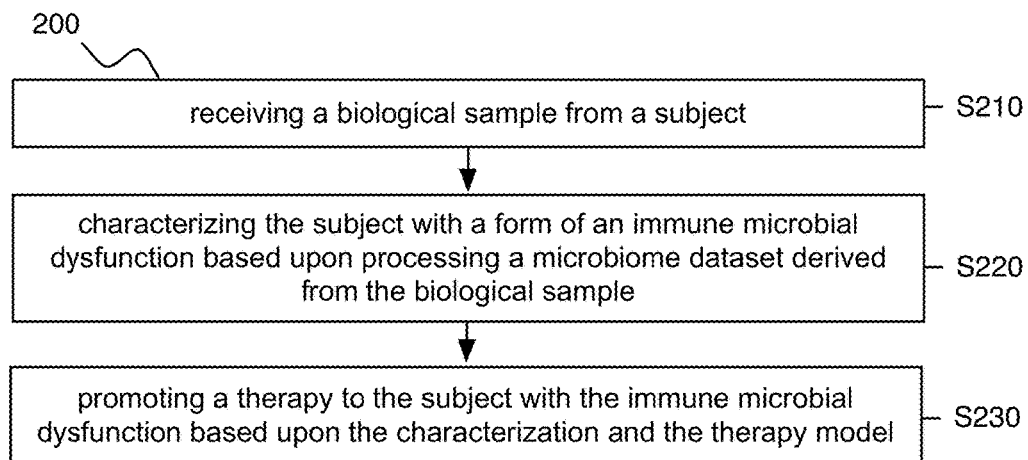 200
receiving a biological sample from a subject
S210
characterizing the subject with a form of an immune microbial
dysfunction based upon processing a microbiome dataset derived
from the biological sample
S220
promoting a therapy to the subject with the immune microbial
dysfunction based upon the characterization and the therapy model
S230